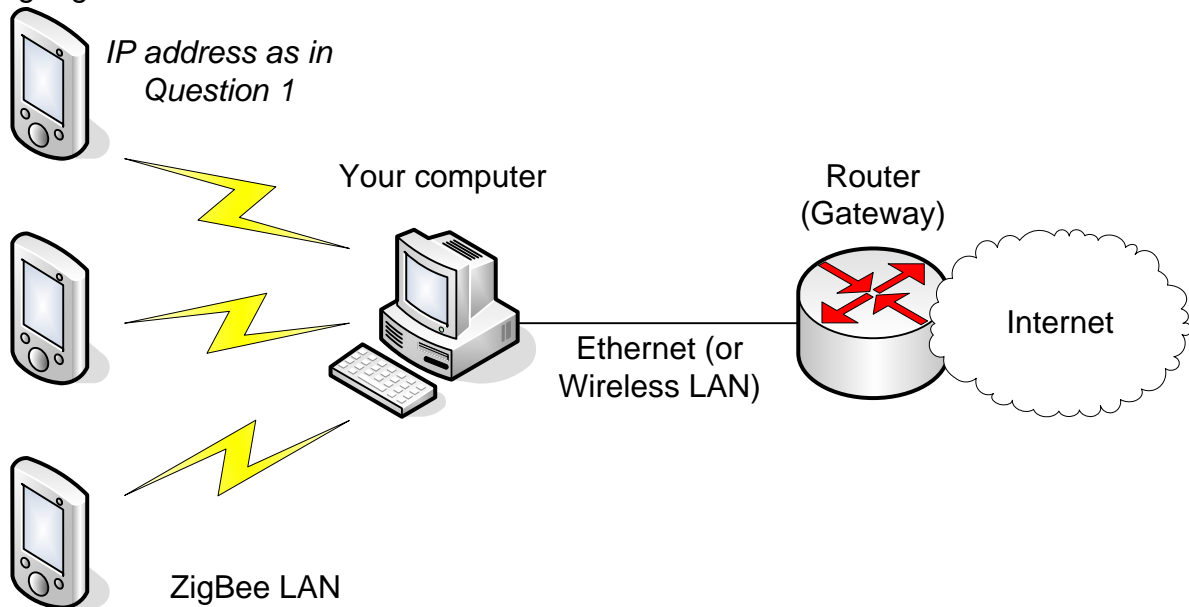 IP address as in
Question 1
Your computer
Router
(Gateway)
Internet
Ethernet (or
Wireless LAN)
ZigBee LAN